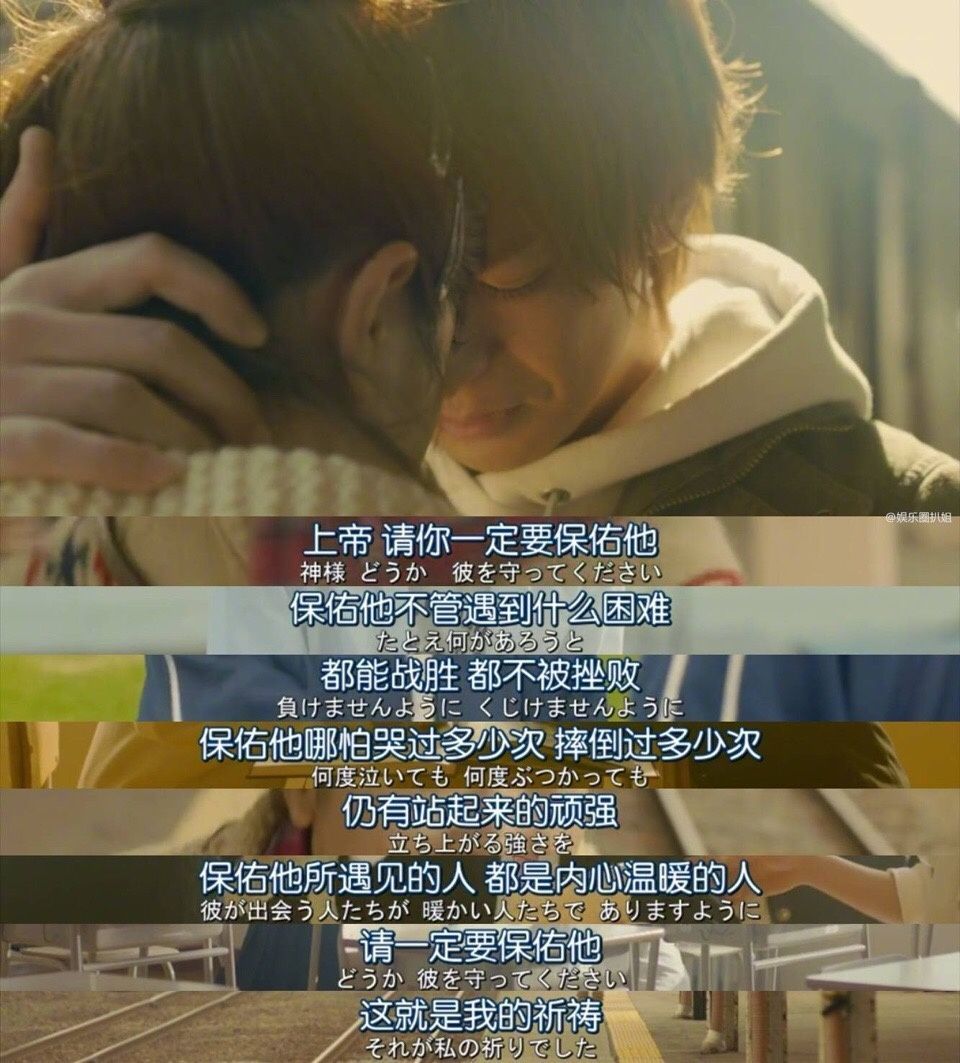 @娱乐圈扒姐
上帝 请你一定要保佑他
神様 どうか 彼を守ってください
保佑他不管遇到什么困难
たとえ何があろうと
都能战胜 都不被挫败
負けませんように くじけませんように
保佑他哪怕哭过多少次 摔倒过多少次
何度泣いても 何度ぶつかっても
仍有站起来的顽强
立ち上がる強さを
保佑他所遇见的人 都是内心温暖的人
彼が出会う人たちが 暖かい人たちで ありますように
请一定要保佑他
どうか 彼を守ってください
这就是我的祈祷
それが私の祈りでした